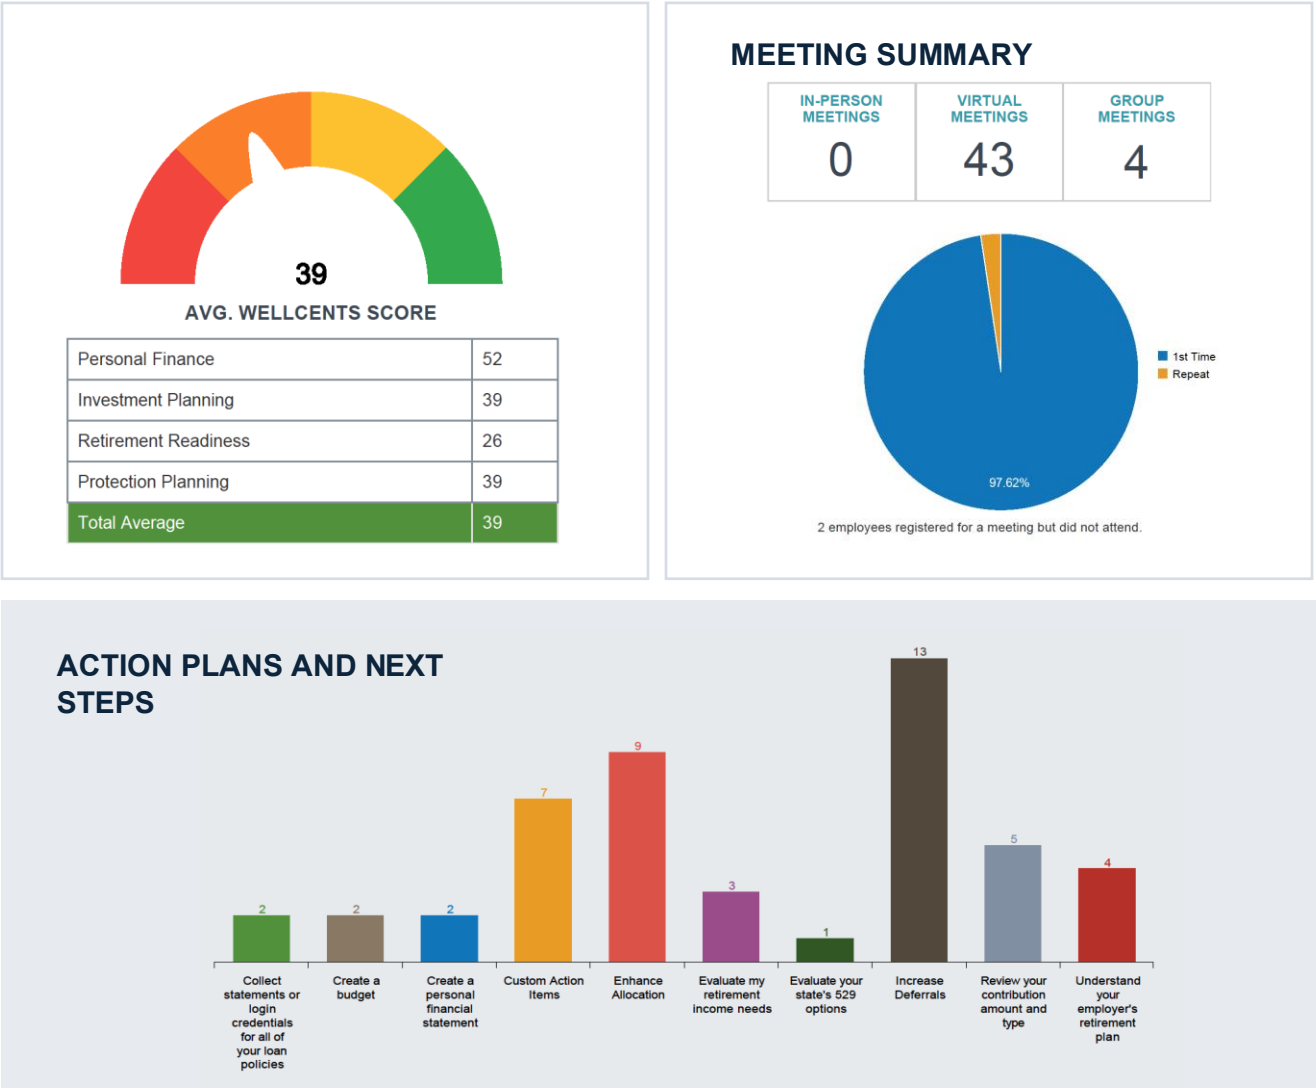 39
AVG. WELLCENTS SCORE
Personal Finance 52
Investment Planning 39
Retirement Readiness 26
Protection Planning 39
Total Average 39
MEETING SUMMARY
IN-PERSON
MEETINGS
0
VIRTUAL
MEETINGS
43
GROUP
MEETINGS
4
1st Time
Repeat
97.62%
2 employees registered for a meeting but did not attend.
ACTION PLANS AND NEXT
STEPS
2
2
2
7
9
3
1
13
5
4
Collect
statements or
login
credentials
for all of
your loan
policies
Create a
budget
Create a
personal
financial
statement
Custom Action
Items
Enhance
Allocation
Evaluate my
retirement
income needs
Evaluate your
state's 529
options
Increase
Deferrals
Review your
contribution
amount and
type
Understand
your
employer's
retirement
plan